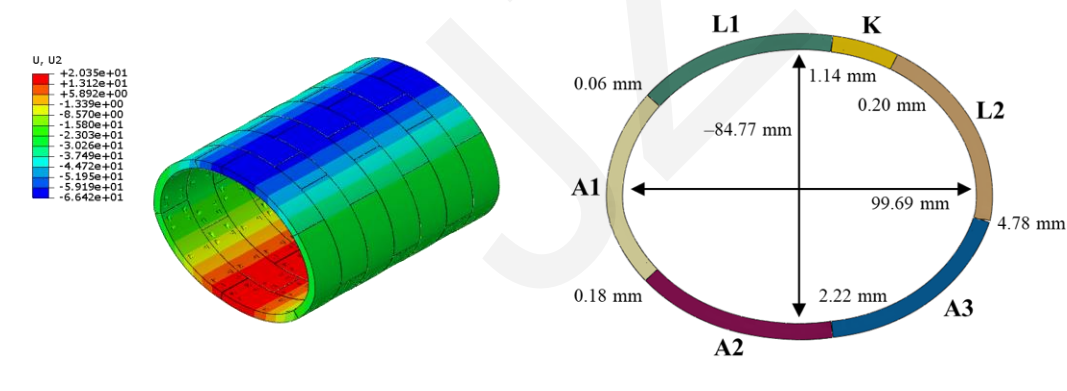 U, U2
+2.035e+01
+1.312e+01
+5.892e+00
-1.339e+00
-8.570e+00
-1.580e+01
-2.303e+01
-3.026e+01
-3.749e+01
-4.472e+01
-5.195e+01
-5.919e+01
-6.642e+01
L1
K
0.06 mm
1.14 mm
0.20 mm
L2
–84.77 mm
A1
99.69 mm
4.78 mm
0.18 mm
2.22 mm
A3
A2